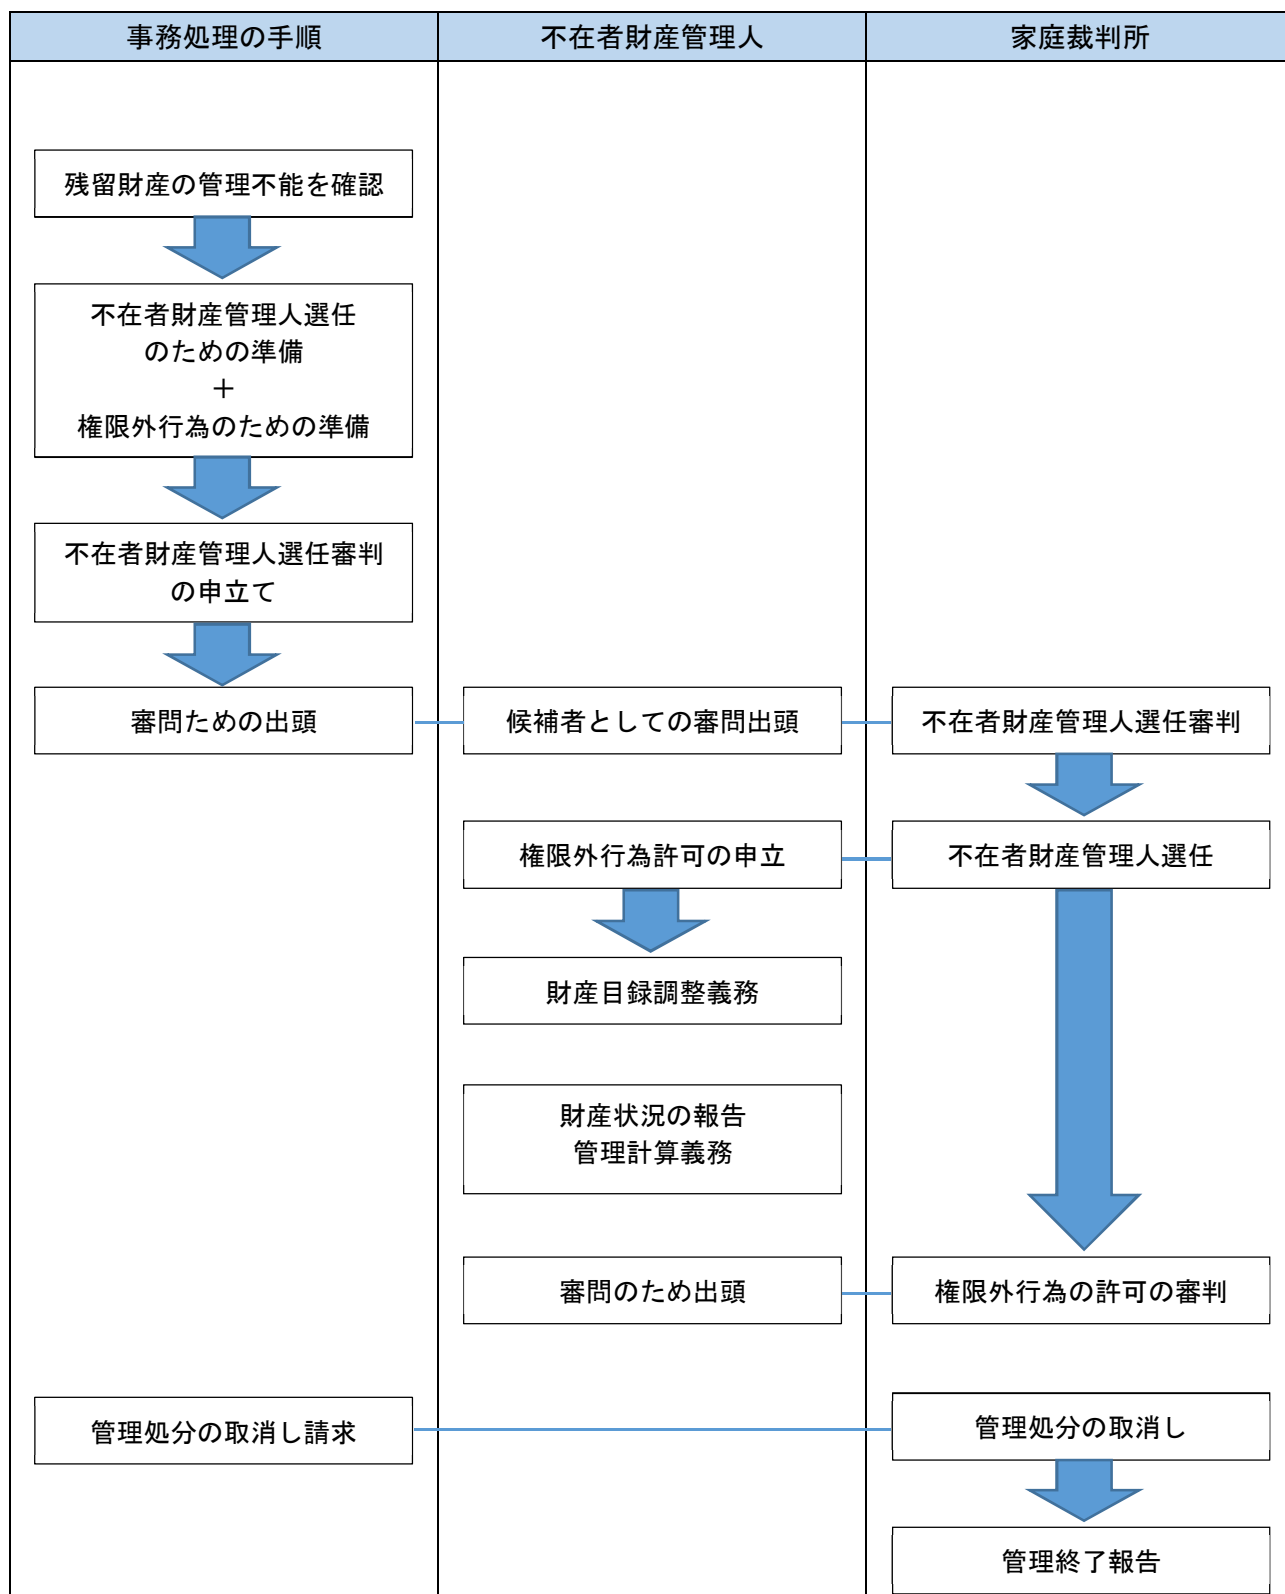 事務処理の手順
不在者財産管理人
家庭裁判所
残留財産の管理不能を確認
不在者財産管理人選任
のための準備
＋
権限外行為のための準備
不在者財産管理人選任審判
の申立て
審問ための出頭
候補者としての審問出頭
不在者財産管理人選任審判
権限外行為許可の申立
不在者財産管理人選任
財産目録調整義務
財産状況の報告
管理計算義務
審問のため出頭
権限外行為の許可の審判
管理処分の取消し請求
管理処分の取消し
管理終了報告